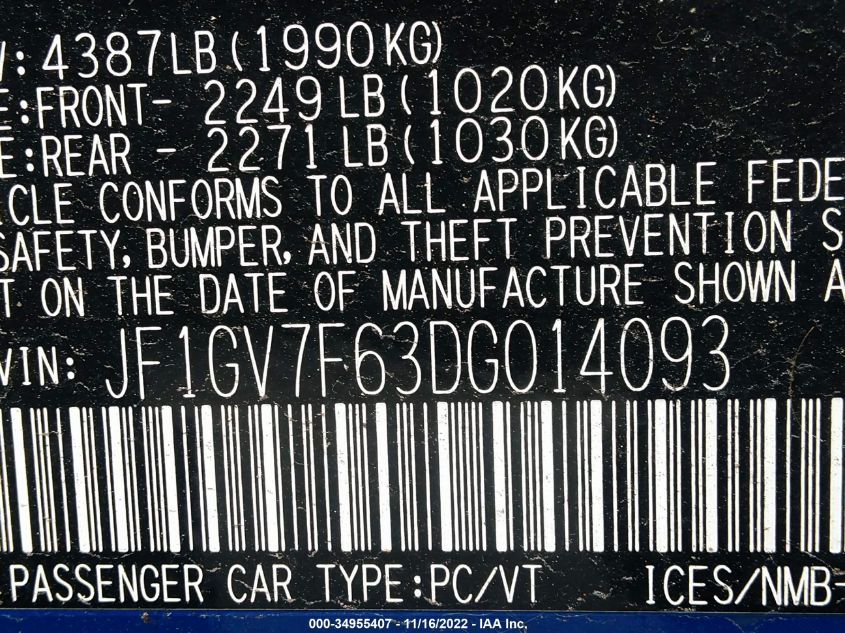 : 4387LB (1990KG)
E:FRONT- 2249LB (1020KG)
E:REAR - 2271LB (1030KG)
ICLE CONFORMS TO ALL APPLICABLE FEDE
SAFETY, BUMPER, AND THEFT PREVENTION S
T ON THE DATE OF MANUFACTURE SHOWN A
VIN: JF1GV7F63DG014093
PASSENGER CAR TYPE:PC/VT ICES/NMB-
000-34955407 - 11/16/2022 - IAA Inc.